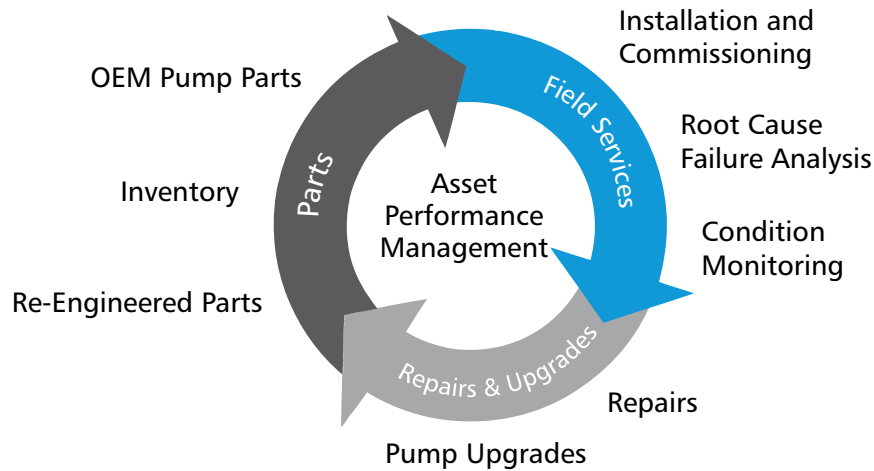 Installation and
Commissioning
OEM Pump Parts
Field Services
Root Cause
Failure Analysis
Parts
Inventory
Asset
Performance
Management
Condition
Monitoring
Re-Engineered Parts
Repairs & Upgrades
Repairs
Pump Upgrades